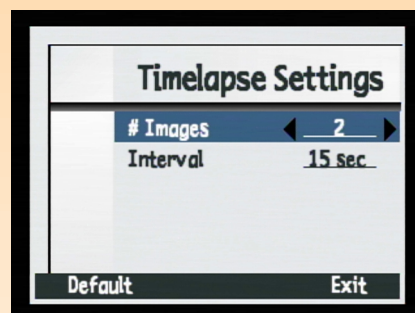 Timelapse Settings
# Images 2
Interval 15 sec
Default Exit